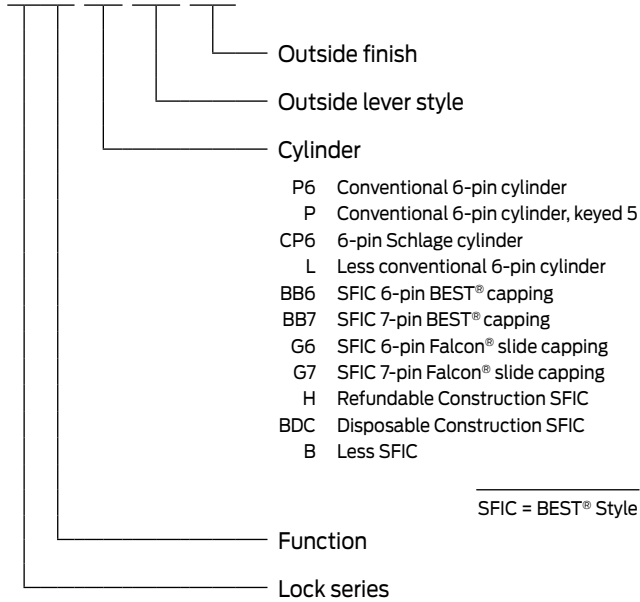 Outside finish
Outside lever style
Cylinder
P6 Conventional 6-pin cylinder
P Conventional 6-pin cylinder, keyed 5
CP6 6-pin Schlage cylinder
L Less conventional 6-pin cylinder
BB6 SFIC 6-pin BEST® capping
BB7 SFIC 7-pin BEST® capping
G6 SFIC 6-pin Falcon® slide capping
G7 SFIC 7-pin Falcon® slide capping
H Refundable Construction SFIC
BDC Disposable Construction SFIC
B Less SFIC
SFIC = BEST® Style
Function
Lock series